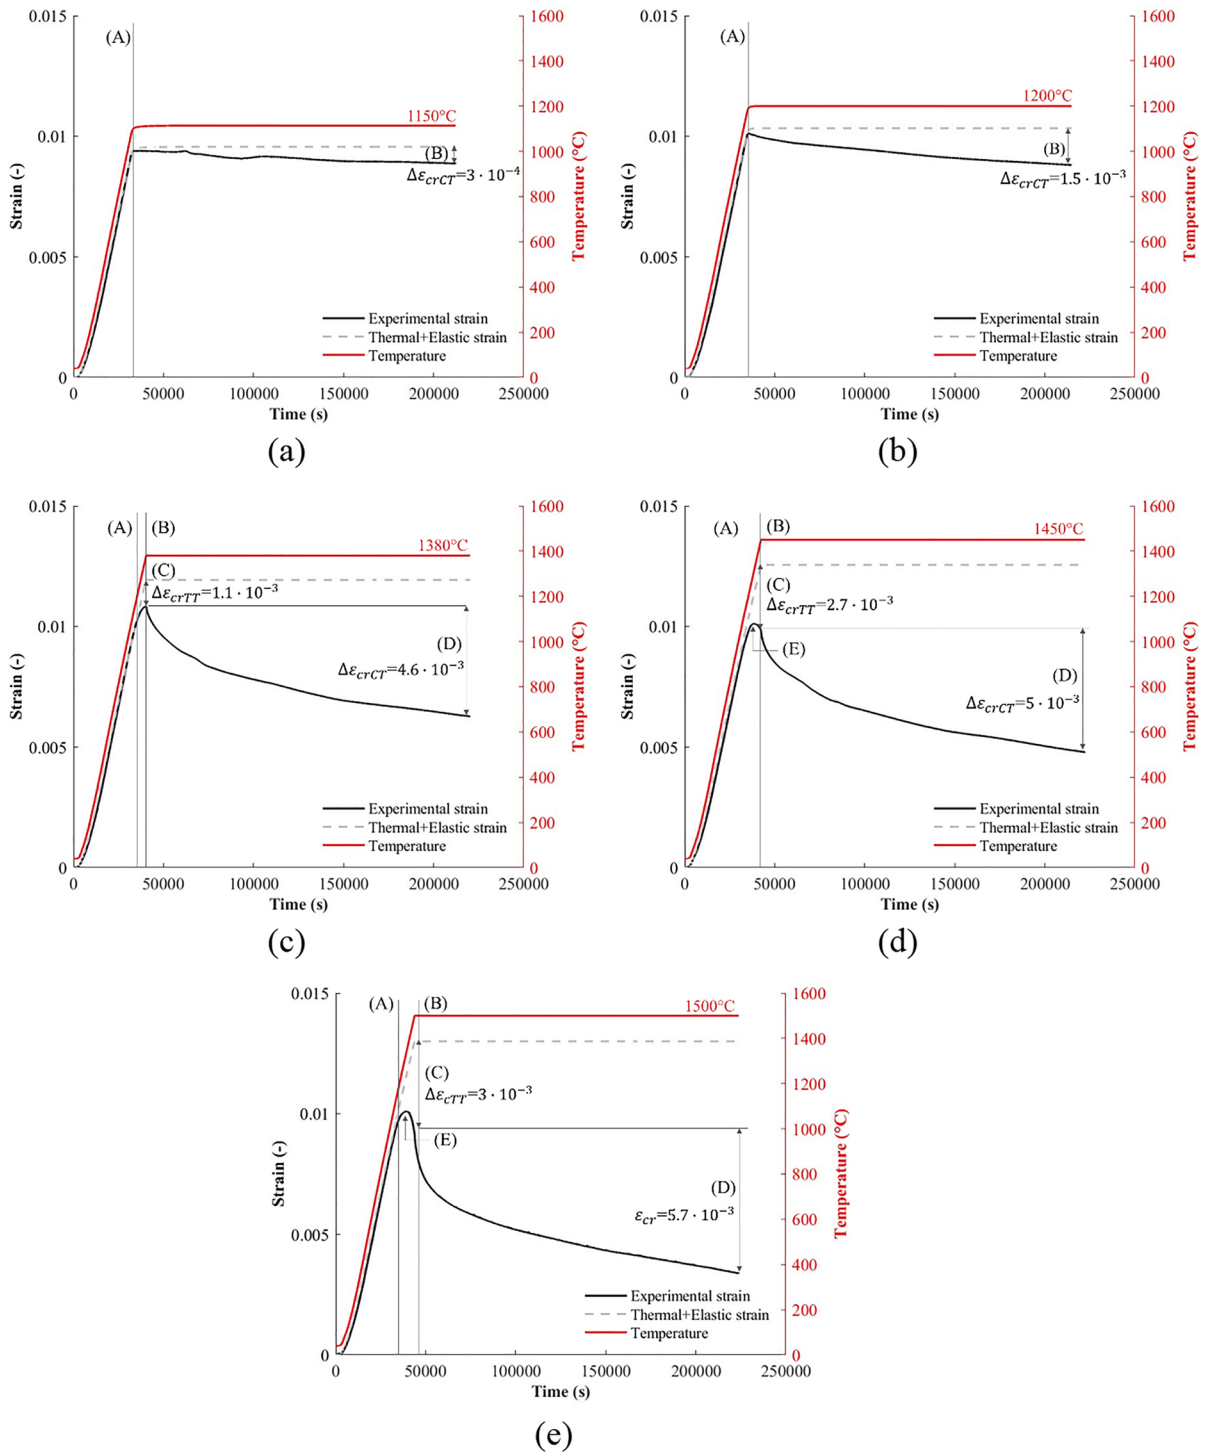 0.015
(A)
1600
1400
1150°C
1200
0.01
(B)
1000
Δε_crCT=3 · 10⁻⁴
800
Strain (-)
Temperature (°C)
600
0.005
400
Experimental strain
Thermal+Elastic strain
200
Temperature
0
0
0
50000
100000
150000
200000
250000
Time (s)
(a)
0.015
(A)
1600
1400
1200°C
1200
0.01
(B)
1000
Δε_crCT=1.5 · 10⁻³
800
Strain (-)
Temperature (°C)
600
0.005
400
Experimental strain
Thermal+Elastic strain
200
Temperature
0
0
0
50000
100000
150000
200000
250000
Time (s)
(b)
0.015
(A)
(B)
1600
1380°C
1400
(C)
Δε_crTT=1.1 · 10⁻³
1200
0.01
(D)
1000
Δε_crCT=4.6 · 10⁻³
800
Strain (-)
Temperature (°C)
600
0.005
400
Experimental strain
Thermal+Elastic strain
200
Temperature
0
0
0
50000
100000
150000
200000
250000
Time (s)
(c)
0.015
(A)
(B)
1600
1450°C
1400
(C)
Δε_crTT=2.7 · 10⁻³
1200
0.01
(E)
1000
(D)
Δε_crCT=5 · 10⁻³
800
Strain (-)
Temperature (°C)
600
0.005
400
Experimental strain
Thermal+Elastic strain
200
Temperature
0
0
0
50000
100000
150000
200000
250000
Time (s)
(d)
0.015
(A)
(B)
1500°C
1600
1400
(C)
Δε_cTT=3 · 10⁻³
1200
0.01
(E)
1000
(D)
ε_cr=5.7 · 10⁻³
800
Strain (-)
Temperature (°C)
600
0.005
400
Experimental strain
Thermal+Elastic strain
200
Temperature
0
0
0
50000
100000
150000
200000
250000
Time (s)
(e)